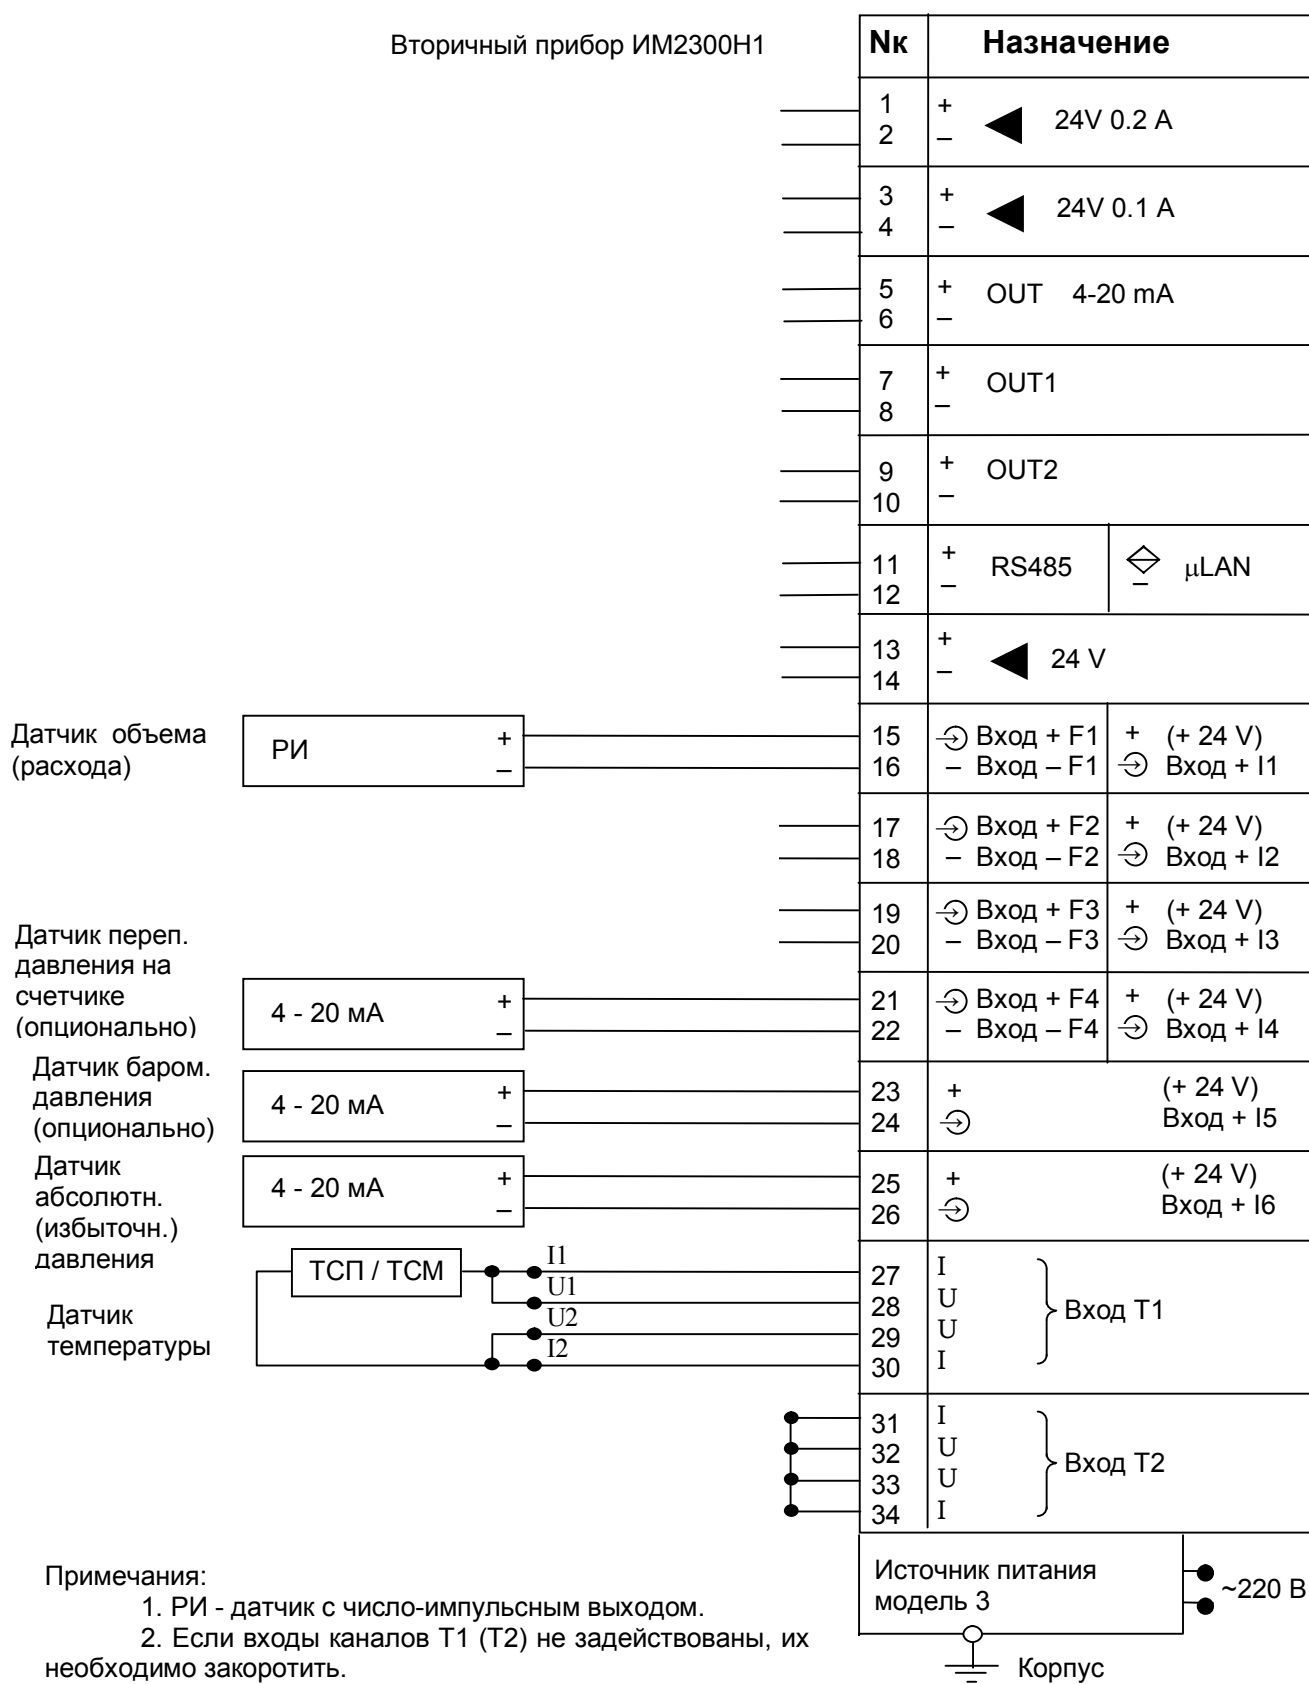 Вторичный прибор ИМ2300Н1
Nк Назначение
1 + 24V 0.2 A
2 –
3 + 24V 0.1 A
4 –
5 + OUT 4-20 mA
6 –
7 + OUT1
8 –
9 + OUT2
10 –
11 + RS485 μLAN
12 – –
13 + 24 V
14 –
Датчик объема
(расхода)
РИ + –
15 Вход + F1 + (+ 24 V)
16 – Вход – F1 Вход + I1
17 Вход + F2 + (+ 24 V)
18 – Вход – F2 Вход + I2
19 Вход + F3 + (+ 24 V)
20 – Вход – F3 Вход + I3
Датчик переп.
давления на
счетчике
(опционально)
4 - 20 мА + –
21 Вход + F4 + (+ 24 V)
22 – Вход – F4 Вход + I4
Датчик баром.
давления
(опционально)
4 - 20 мА + –
23 + (+ 24 V)
24 Вход + I5
Датчик
абсолютн.
(избыточн.)
давления
4 - 20 мА + –
25 + (+ 24 V)
26 Вход + I6
Датчик
температуры
ТСП / ТСМ
I1 27 I
U1 28 U
Вход Т1
U2 29 U
I2 30 I
31 I
32 U
Вход Т2
33 U
34 I
Источник питания
модель 3
~220 В
Корпус
Примечания:
1. РИ - датчик с число-импульсным выходом.
2. Если входы каналов Т1 (Т2) не задействованы, их
необходимо закоротить.